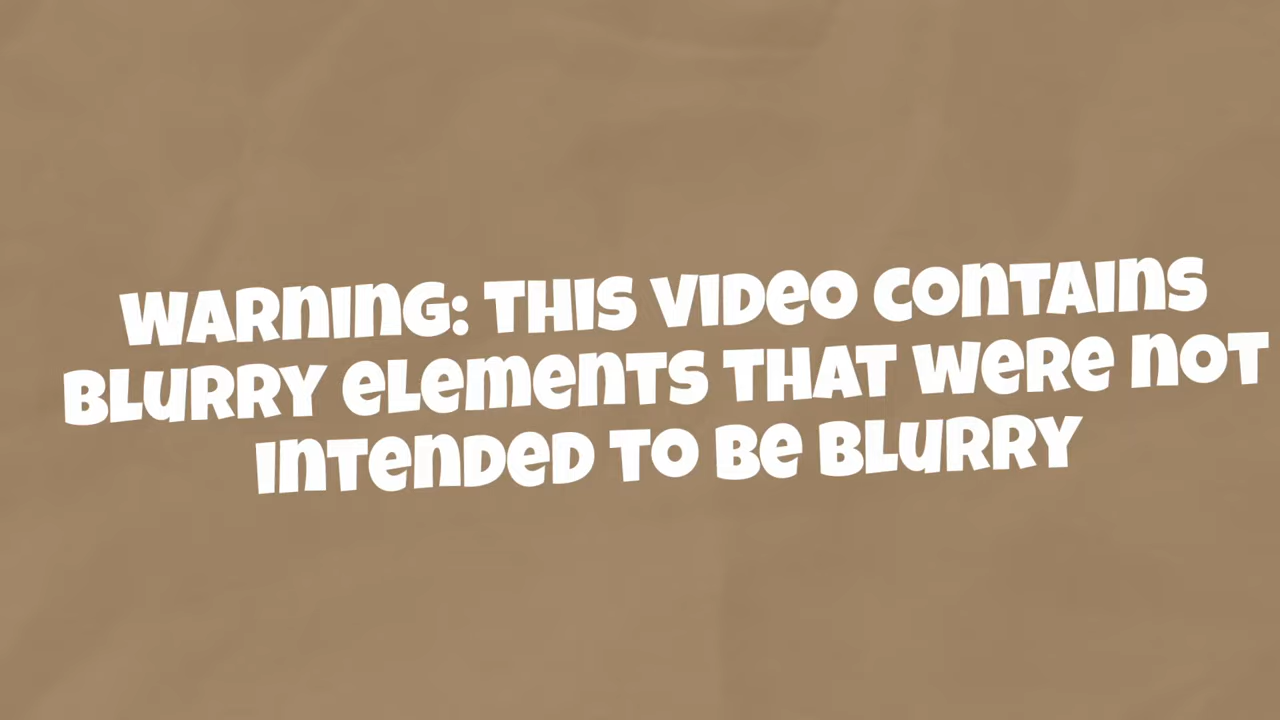 WARNING: THIS VIDEO CONTAINS
BLURRY ELEMENTS THAT WERE NOT
INTENDED TO BE BLURRY